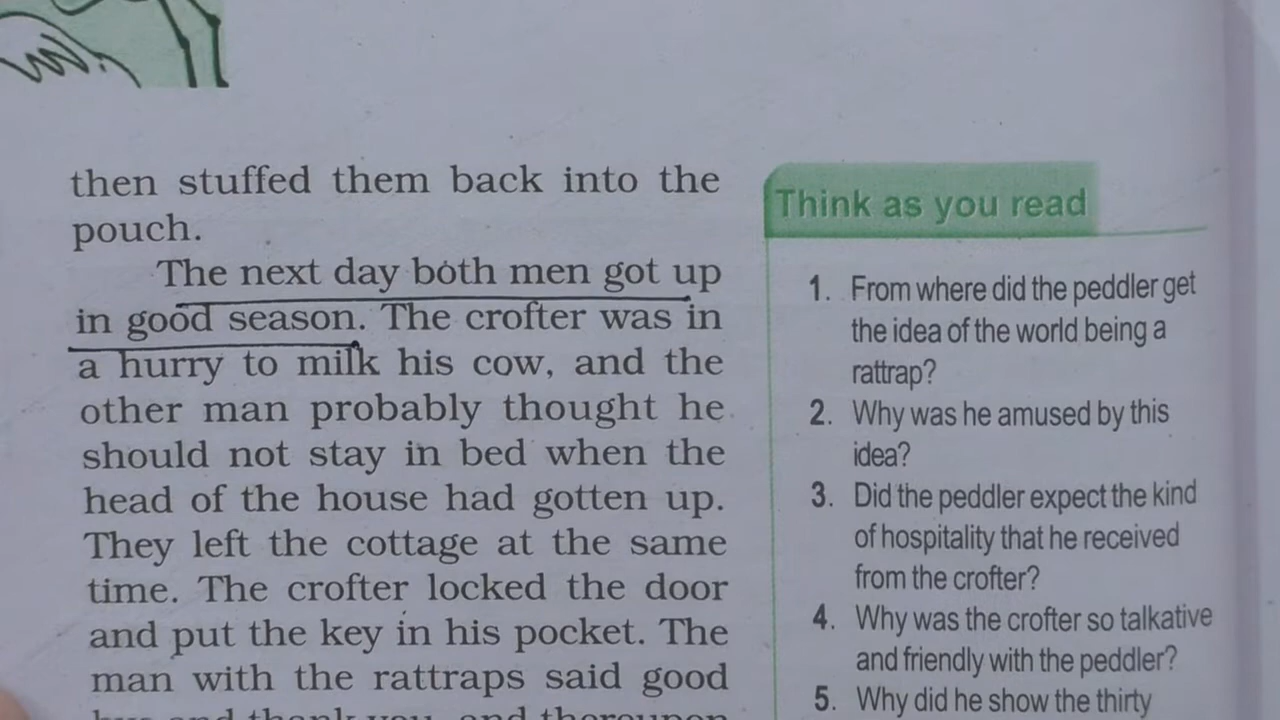 then stuffed them back into the
pouch.
The next day both men got up
in good season. The crofter was in
a hurry to milk his cow, and the
other man probably thought he
should not stay in bed when the
head of the house had gotten up.
They left the cottage at the same
time. The crofter locked the door
and put the key in his pocket. The
man with the rattraps said good
Think as you read
1. From where did the peddler get
the idea of the world being a
rattrap?
2. Why was he amused by this
idea?
3. Did the peddler expect the kind
of hospitality that he received
from the crofter?
4. Why was the crofter so talkative
and friendly with the peddler?
5. Why did he show the thirty